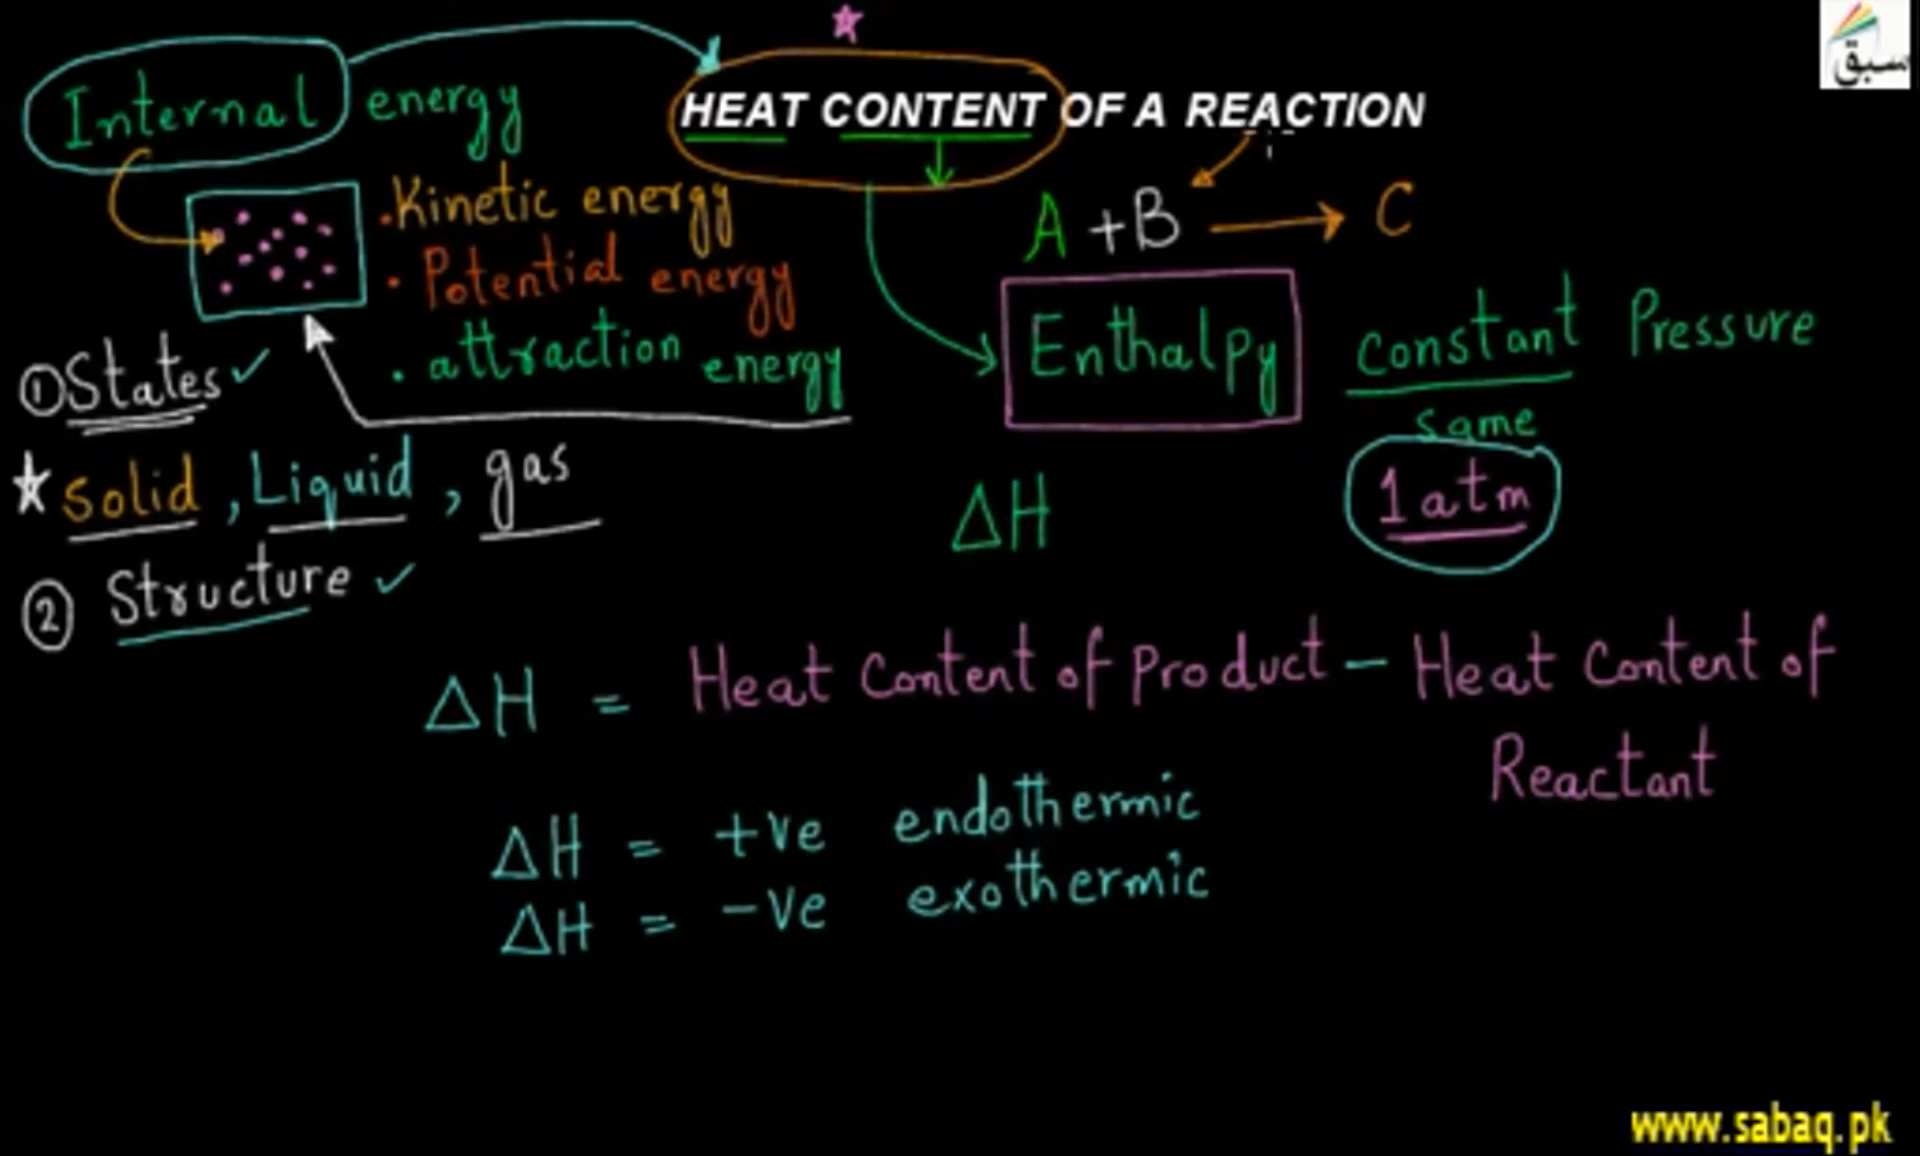 سبق
HEAT CONTENT OF A REACTION
Internal energy
.Kinetic energy
. Potential energy
. attraction energy
A + B → C
Enthalpy
constant Pressure
same
1 atm
① States ✓
★ solid , Liquid , gas
② Structure ✓
ΔH
ΔH = Heat Content of Product - Heat Content of
Reactant
ΔH = +ve endothermic
ΔH = -ve exothermic
www.sabaq.pk